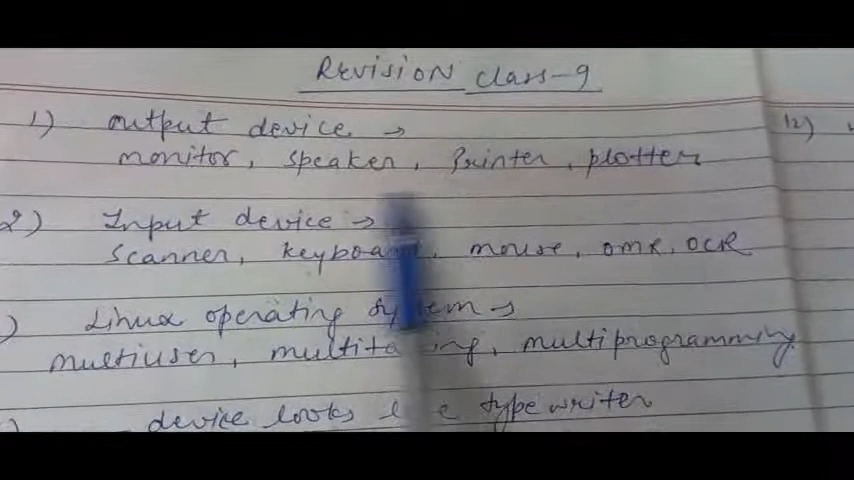 Revision class-9
1) output device →
monitor, speaker, Printer, plotter
2) Input device →
scanner, keyboard, mouse, OMR, OCR
) Linux operating system →
multiuser, multitasking, multiprogramming
device looks like typewriter
12)